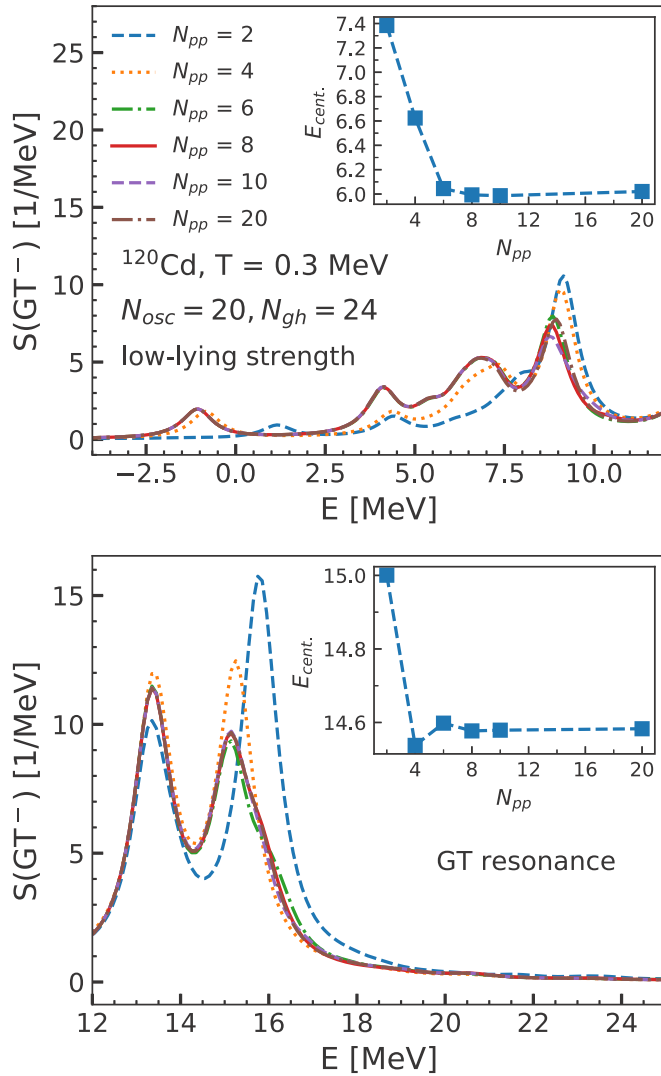 S(GT⁻) [1/MeV]
25
20
15
10
5
0
N_pp = 2
N_pp = 4
N_pp = 6
N_pp = 8
N_pp = 10
N_pp = 20
E_cent.
7.4
7.2
7.0
6.8
6.6
6.4
6.2
6.0
4 8 12 16 20
N_pp
¹²⁰Cd, T = 0.3 MeV
N_osc = 20, N_gh = 24
low-lying strength
−2.5 0.0 2.5 5.0 7.5 10.0
E [MeV]
S(GT⁻) [1/MeV]
15
10
5
0
E_cent.
15.0
14.8
14.6
4 8 12 16 20
N_pp
GT resonance
12 14 16 18 20 22 24
E [MeV]